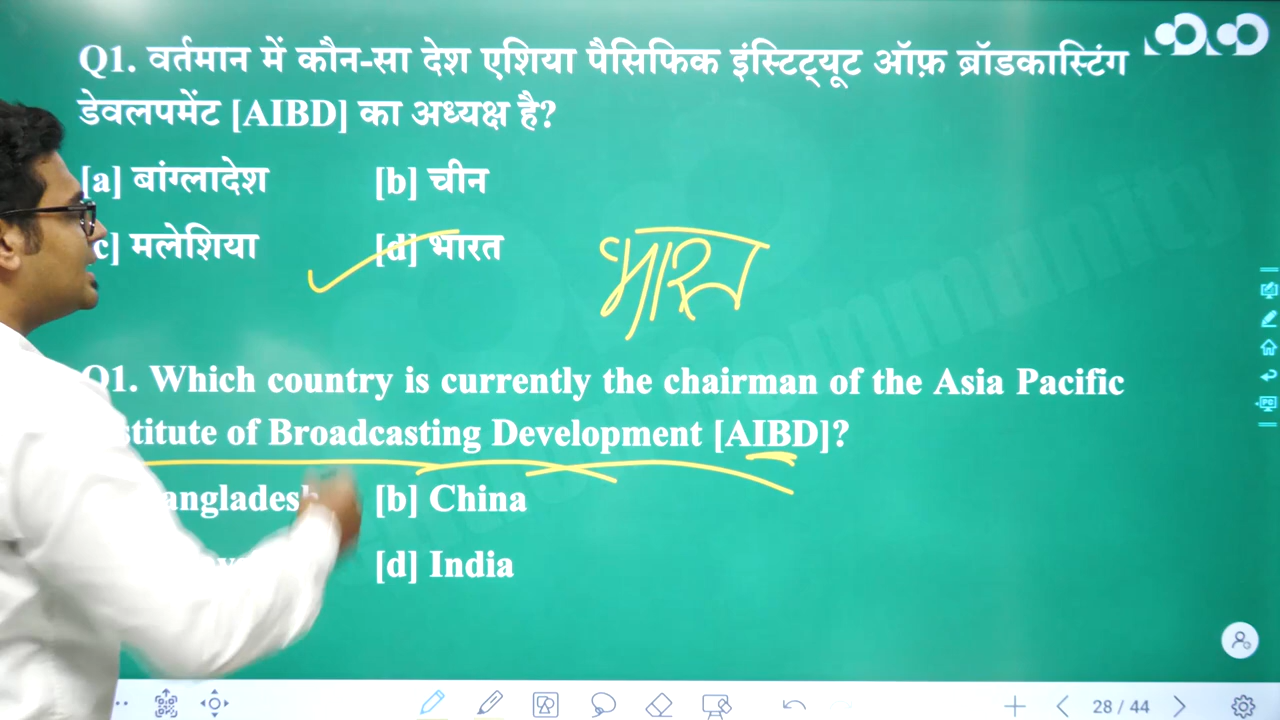 Q1. वर्तमान में कौन-सा देश एशिया पैसिफिक इंस्टिट्यूट ऑफ़ ब्रॉडकास्टिंग
डेवलपमेंट [AIBD] का अध्यक्ष है?
[a] बांग्लादेश [b] चीन
c] मलेशिया [d] भारत
भारत
Q1. Which country is currently the chairman of the Asia Pacific
stitute of Broadcasting Development [AIBD]?
angladesh [b] China
[d] India
28 / 44